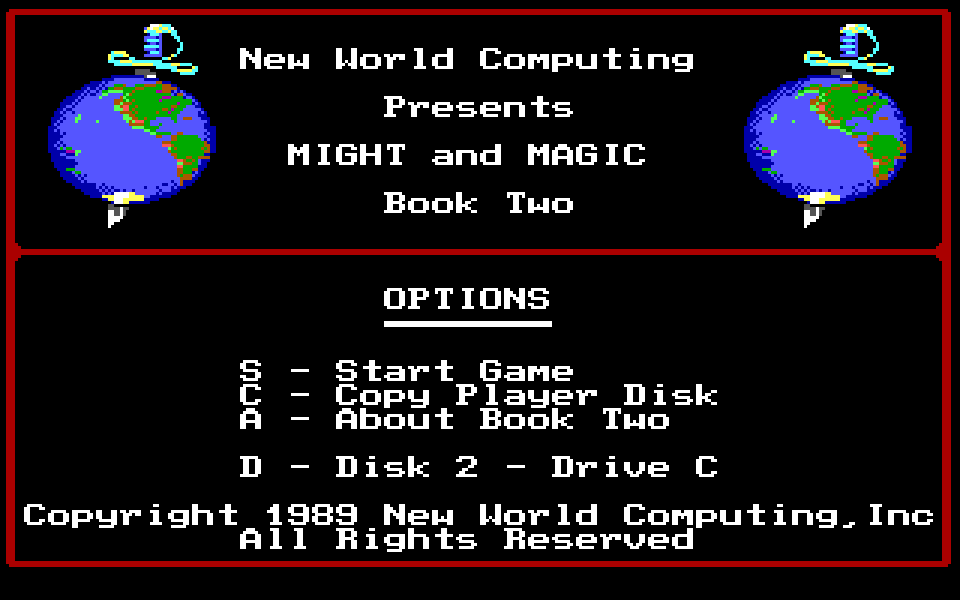 New World Computing
Presents
MIGHT and MAGIC
Book Two
OPTIONS
S - Start Game
C - Copy Player Disk
A - About Book Two
D - Disk 2 - Drive C
Copyright 1989 New World Computing,Inc
All Rights Reserved